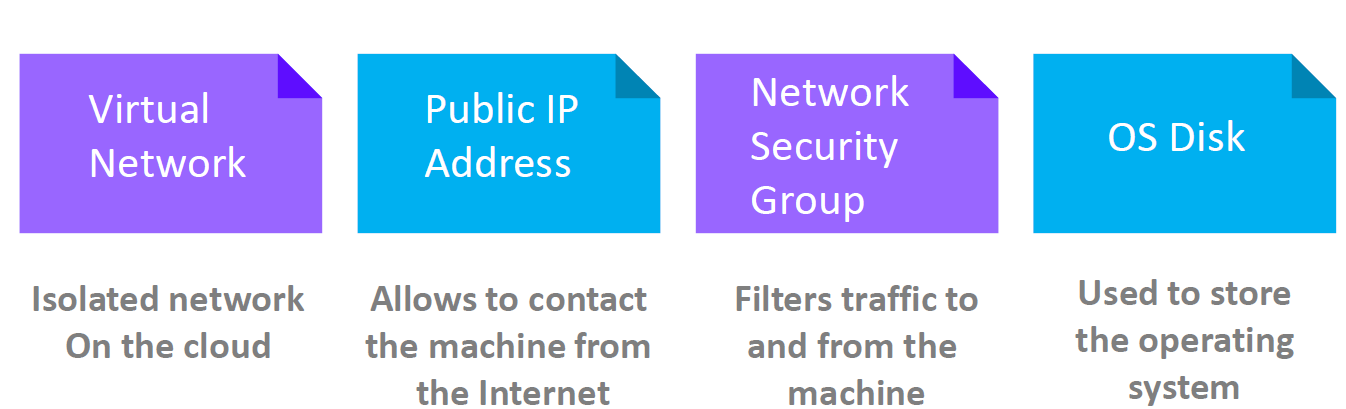 Virtual
Network
Isolated network
On the cloud
Public IP
Address
Allows to contact
the machine from
the Internet
Network
Security
Group
Filters traffic to
and from the
machine
OS Disk
Used to store
the operating
system